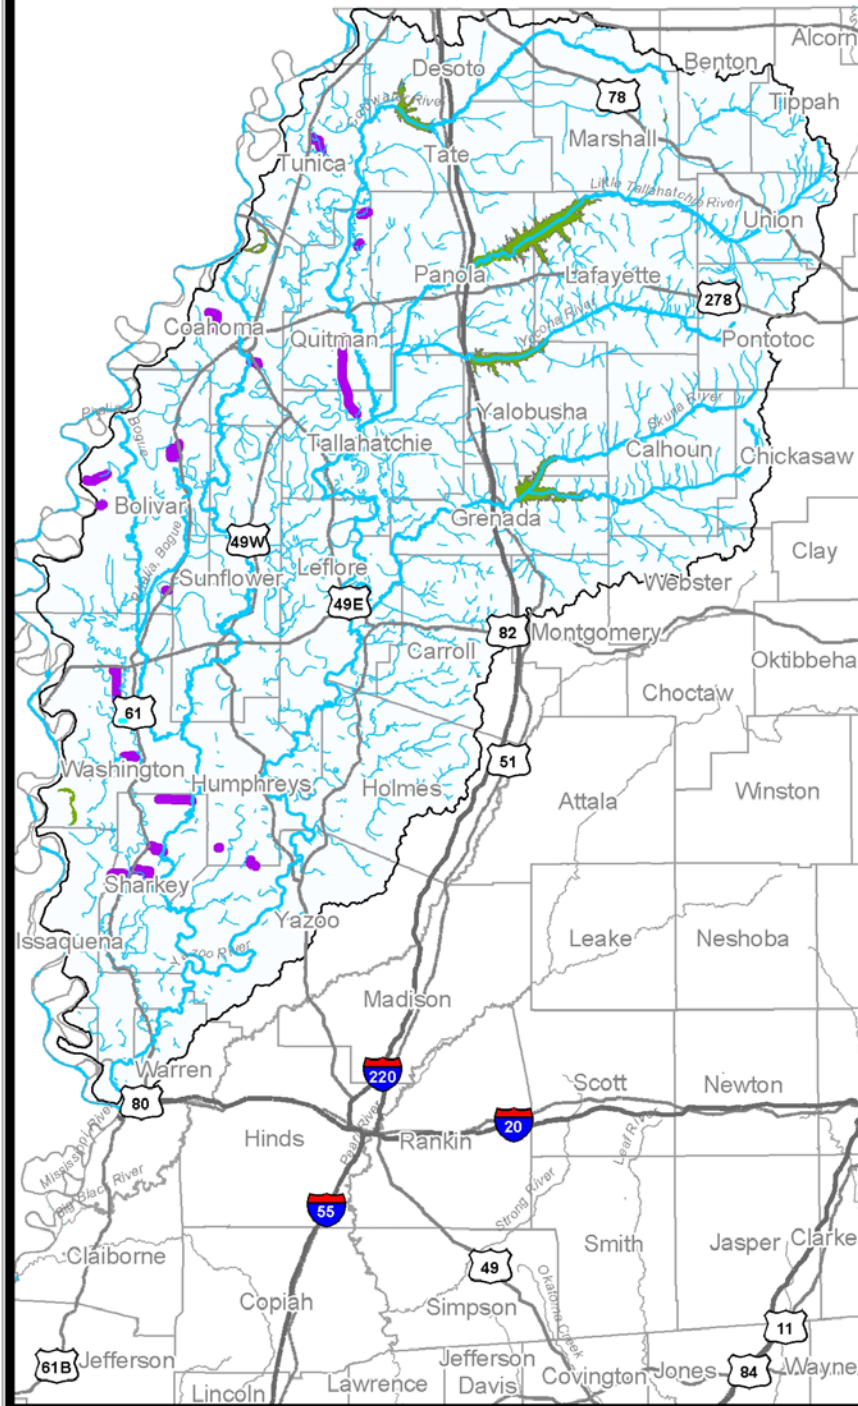 Alcorn
Benton
Desoto
78
Tippah
Coldwater River
Marshall
Tunica
Tate
Little Tallahatchie River
Union
Panola
Lafayette
278
Yocona River
Coahoma
Quitman
Pontotoc
Skuna River
Phalia
Bogue
Yalobusha
Tallahatchie
Calhoun
Chickasaw
Bolivar
Grenada
49W
Phalia, Bogue
Clay
Leflore
Sunflower
Webster
49E
82
Montgomery
Carroll
Oktibbeha
Choctaw
61
51
Washington
Humphreys
Holmes
Attala
Winston
Sharkey
Yazoo
Issaquena
Leake
Neshoba
Yazoo River
Madison
Warren
220
Scott
Newton
80
20
Mississippi River
Pearl River
Hinds
Rankin
Leaf River
Big Black River
Strong River
55
Smith
Jasper
Clarke
Claiborne
49
Okatoma Creek
Copiah
Simpson
11
61B
Jefferson
Jefferson
Davis
Covington
Jones
84
Wayne
Lawrence
Lincoln